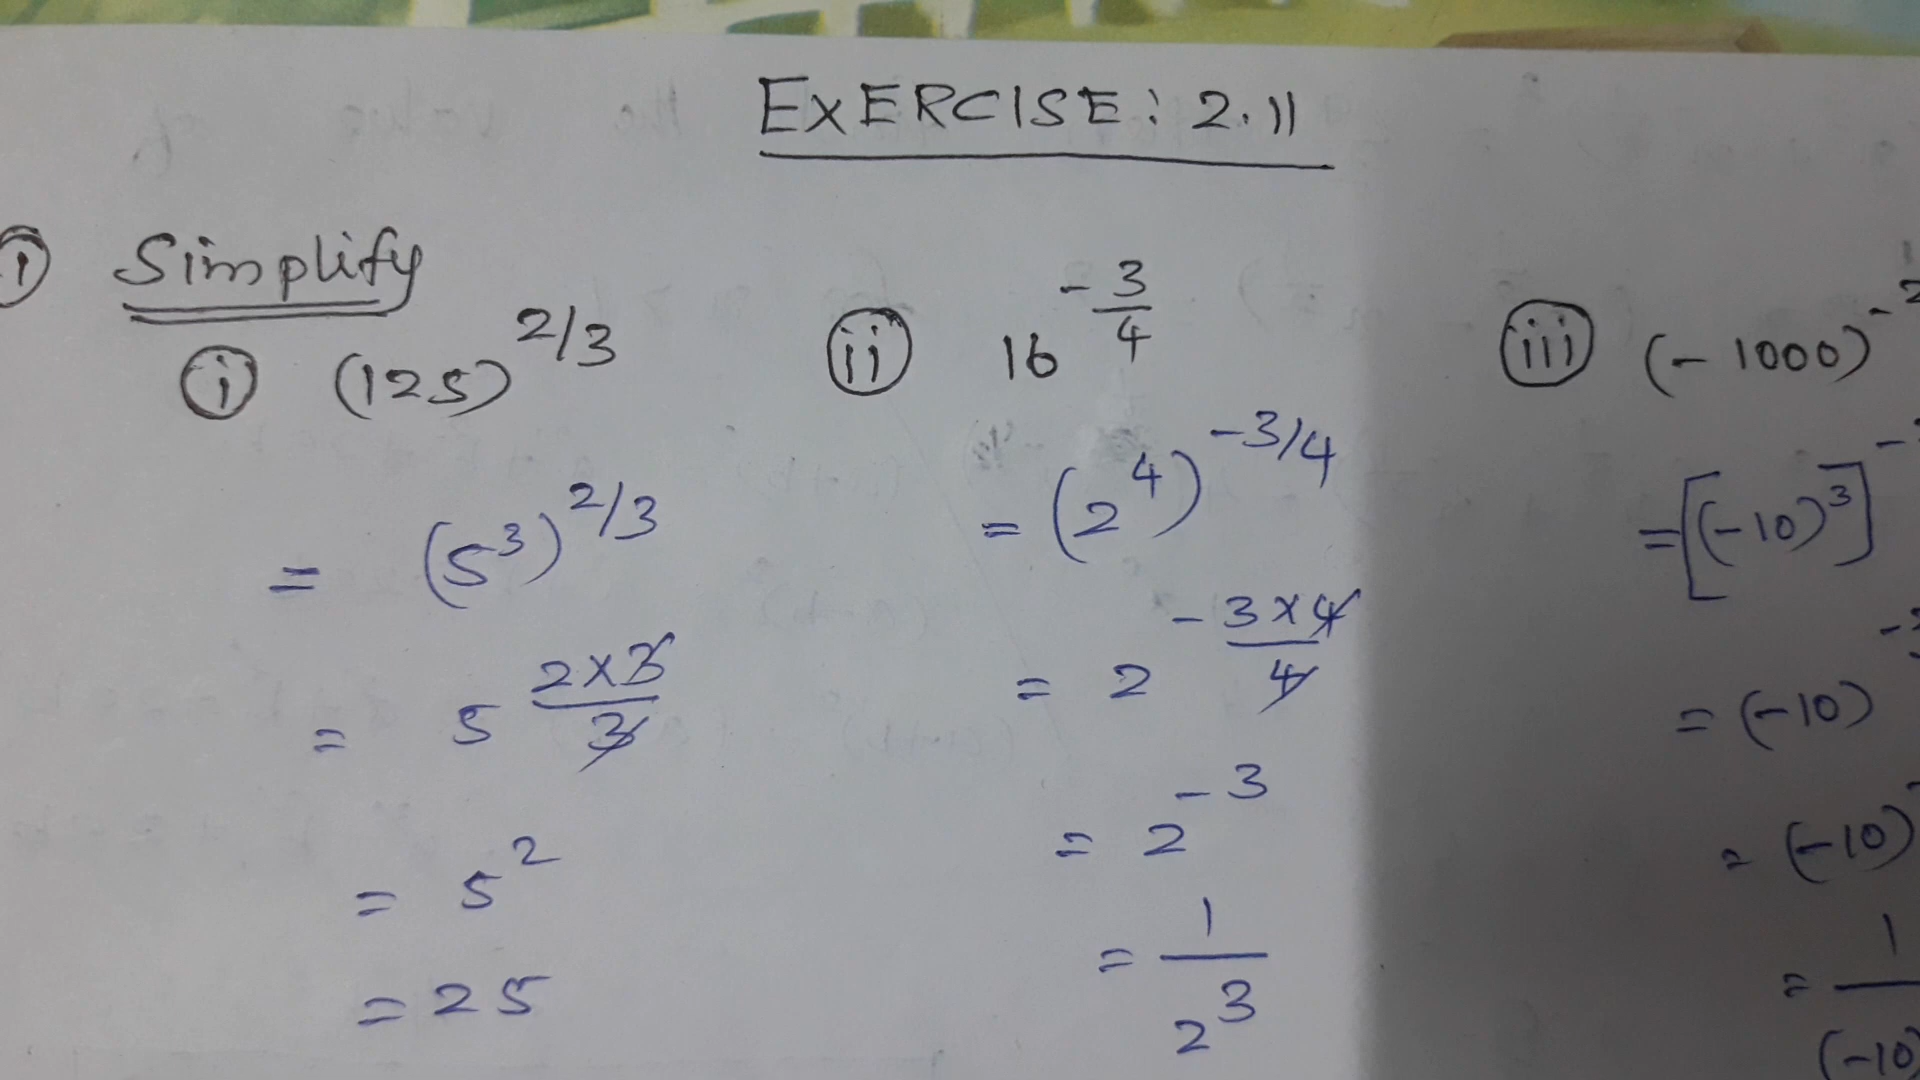 EXERCISE: 2.11
① Simplify
(i) (125)^2/3
= (5^3)^2/3
= 5^(2×3/3)
= 5^2
= 25
(ii) 16^-3/4
= (2^4)^-3/4
= 2^-(3×4/4)
= 2^-3
= 1/2^3
(iii) (-1000)^-2
= [(-10)^3]^-
= (-10)^-
= (-10)
= 1/(-10)